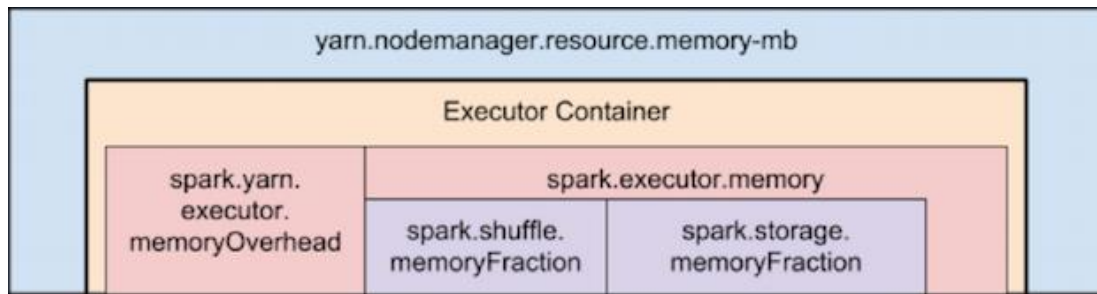 yarn.nodemanager.resource.memory-mb
Executor Container
spark.yarn.
executor.
memoryOverhead
spark.executor.memory
spark.shuffle.
memoryFraction
spark.storage.
memoryFraction